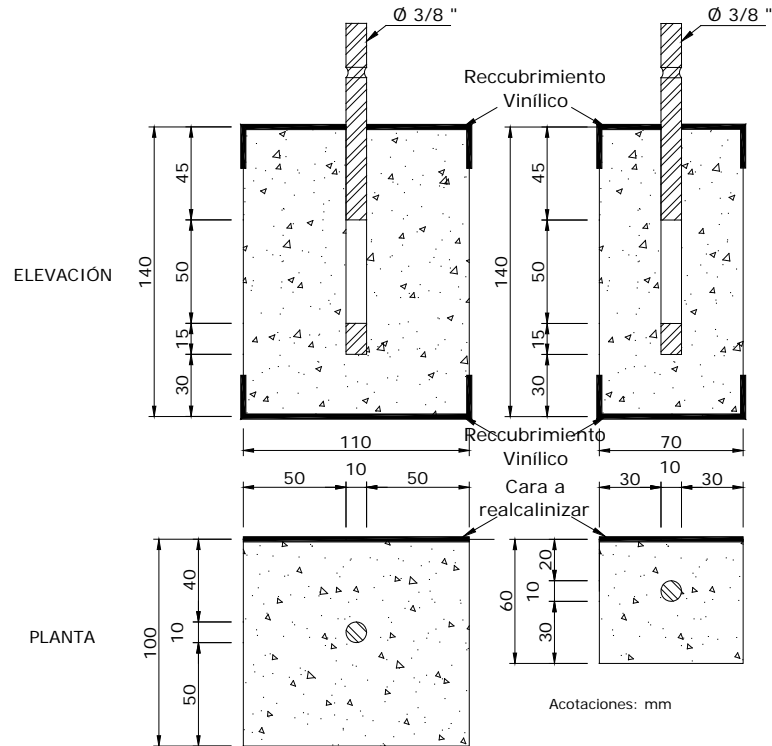 Ø 3/8 "
Ø 3/8 "
Reccubrimiento
Vinílico
ELEVACIÓN
140
45
50
15
30
140
45
50
15
30
Reccubrimiento
Vinílico
110
70
50
10
50
30
10
30
Cara a
realcalinizar
PLANTA
100
40
10
50
60
20
10
30
Acotaciones: mm